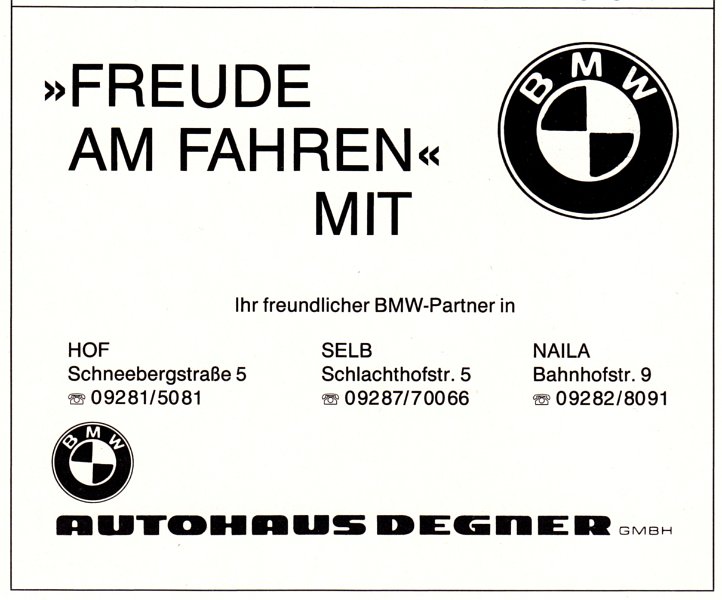 »FREUDE
AM FAHREN«
MIT
BMW
Ihr freundlicher BMW-Partner in
HOF
Schneebergstraße 5
☏ 09281/5081
SELB
Schlachthofstr. 5
☏ 09287/70066
NAILA
Bahnhofstr. 9
☏ 09282/8091
BMW
AUTOHAUS DEGNER GMBH